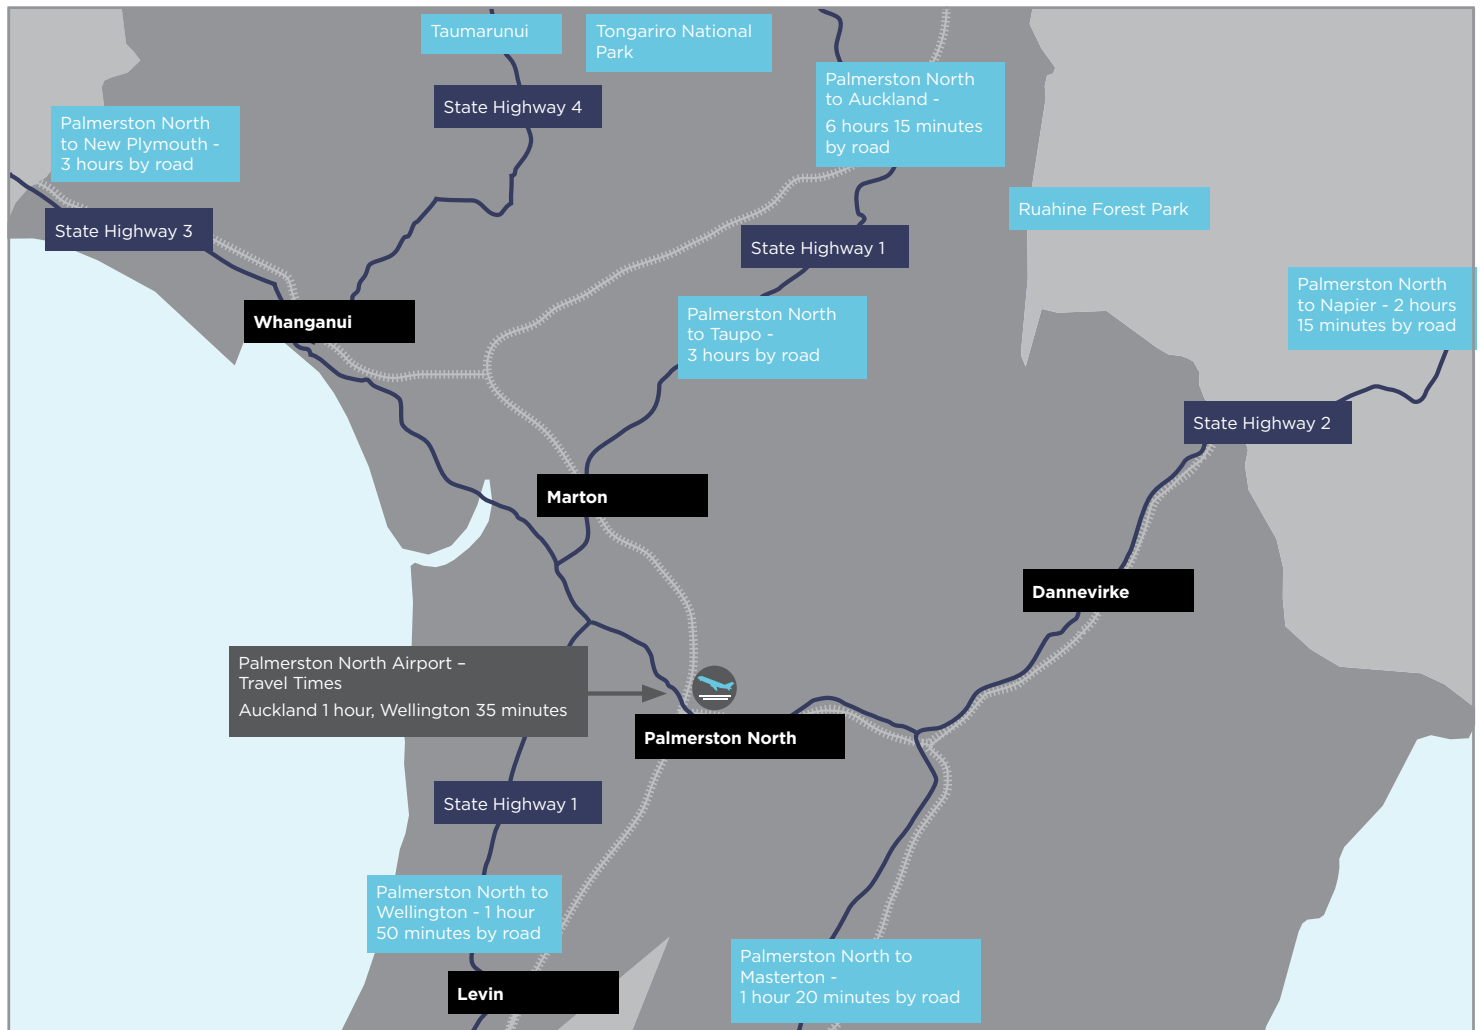 Taumarunui
Tongariro National
Park
Palmerston North
to Auckland -
6 hours 15 minutes
by road
State Highway 4
Palmerston North
to New Plymouth -
3 hours by road
Ruahine Forest Park
State Highway 3
State Highway 1
Palmerston North
to Napier - 2 hours
15 minutes by road
Whanganui
Palmerston North
to Taupo -
3 hours by road
State Highway 2
Marton
Dannevirke
Palmerston North Airport –
Travel Times
Auckland 1 hour, Wellington 35 minutes
Palmerston North
State Highway 1
Palmerston North to
Wellington - 1 hour
50 minutes by road
Palmerston North to
Masterton -
1 hour 20 minutes by road
Levin